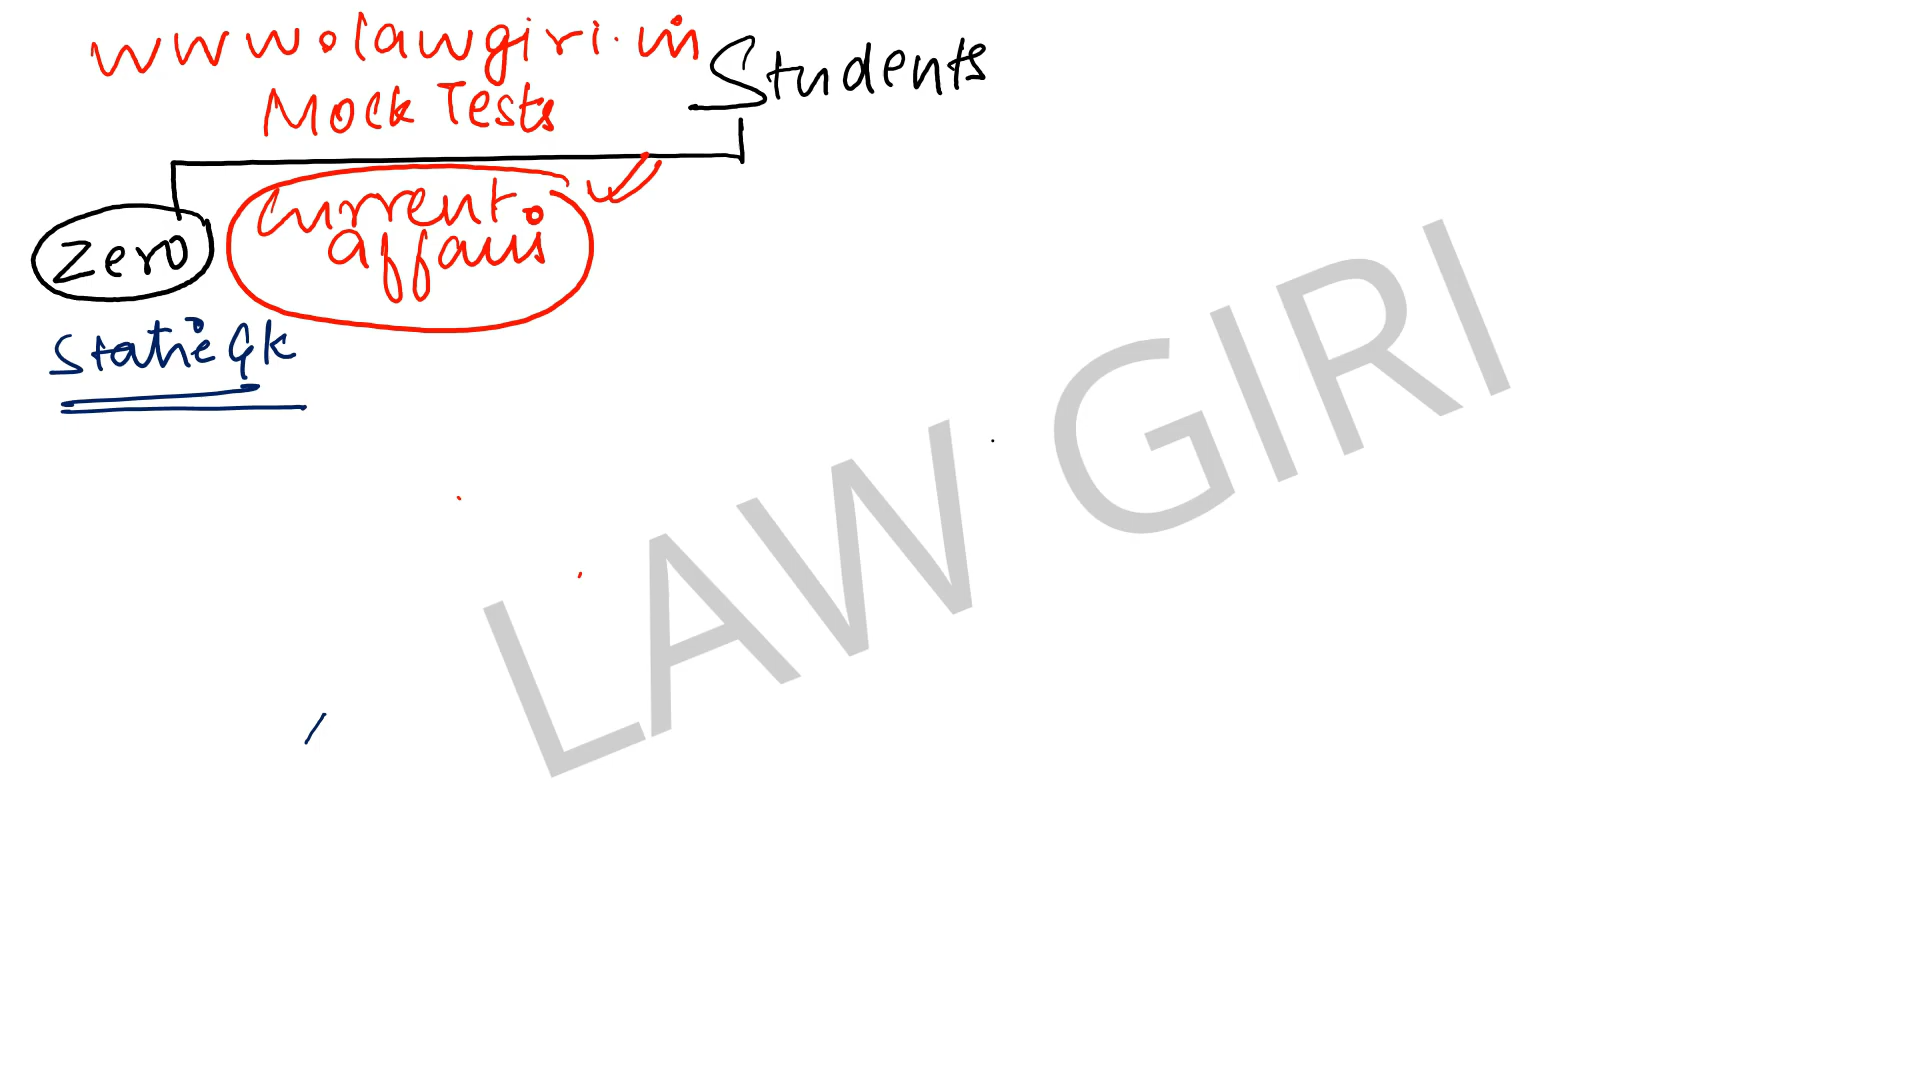 www.lawgiri.in
Students
Mock Tests
Zero
Current
affairs
Static Gk
LAW GIRI